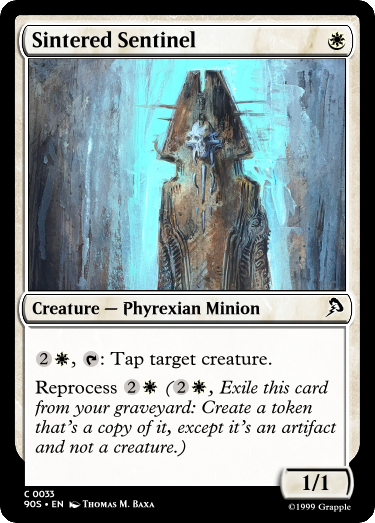 Sintered Sentinel
Creature — Phyrexian Minion
2, : Tap target creature.
Reprocess 2 (2, Exile this card
from your graveyard: Create a token
that's a copy of it, except it's an artifact
and not a creature.)
1/1
C 0033
90S • EN Thomas M. Baxa
©1999 Grapple